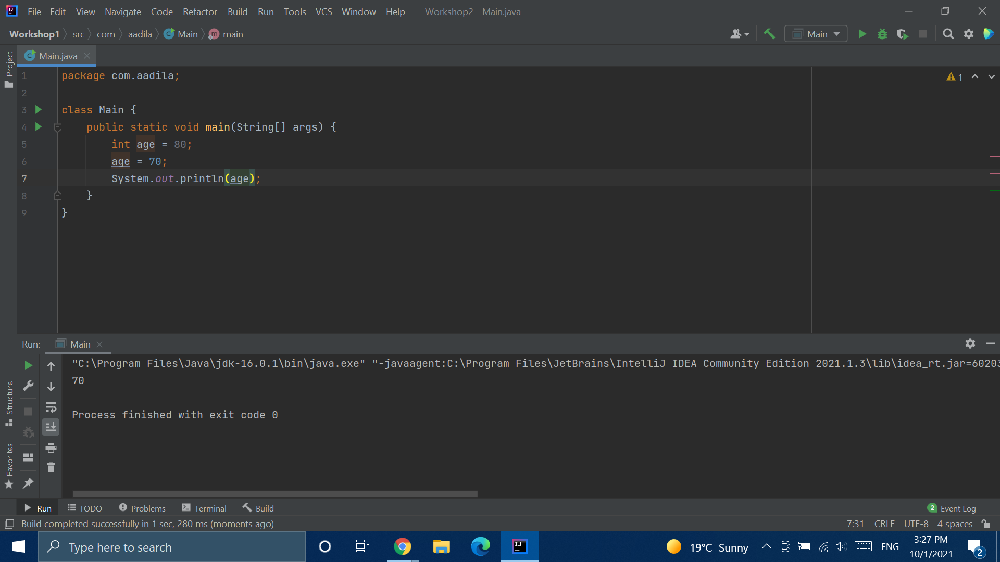 File Edit View Navigate Code Refactor Build Run Tools VCS Window Help Workshop2 - Main.java
Workshop1 src com aadila Main main
Main
Main.java
Project
1 package com.aadila;
2
3 class Main {
4 public static void main(String[] args) {
5 int age = 80;
6 age = 70;
7 System.out.println(age);
8 }
9 }
1
Run: Main
"C:\Program Files\Java\jdk-16.0.1\bin\java.exe" "-javaagent:C:\Program Files\JetBrains\IntelliJ IDEA Community Edition 2021.1.3\lib\idea_rt.jar=60203
70
Process finished with exit code 0
Structure
Favorites
Run TODO Problems Terminal Build 2 Event Log
Build completed successfully in 1 sec, 280 ms (moments ago) 7:31 CRLF UTF-8 4 spaces
Type here to search
19°C Sunny
ENG
3:27 PM
10/1/2021
2